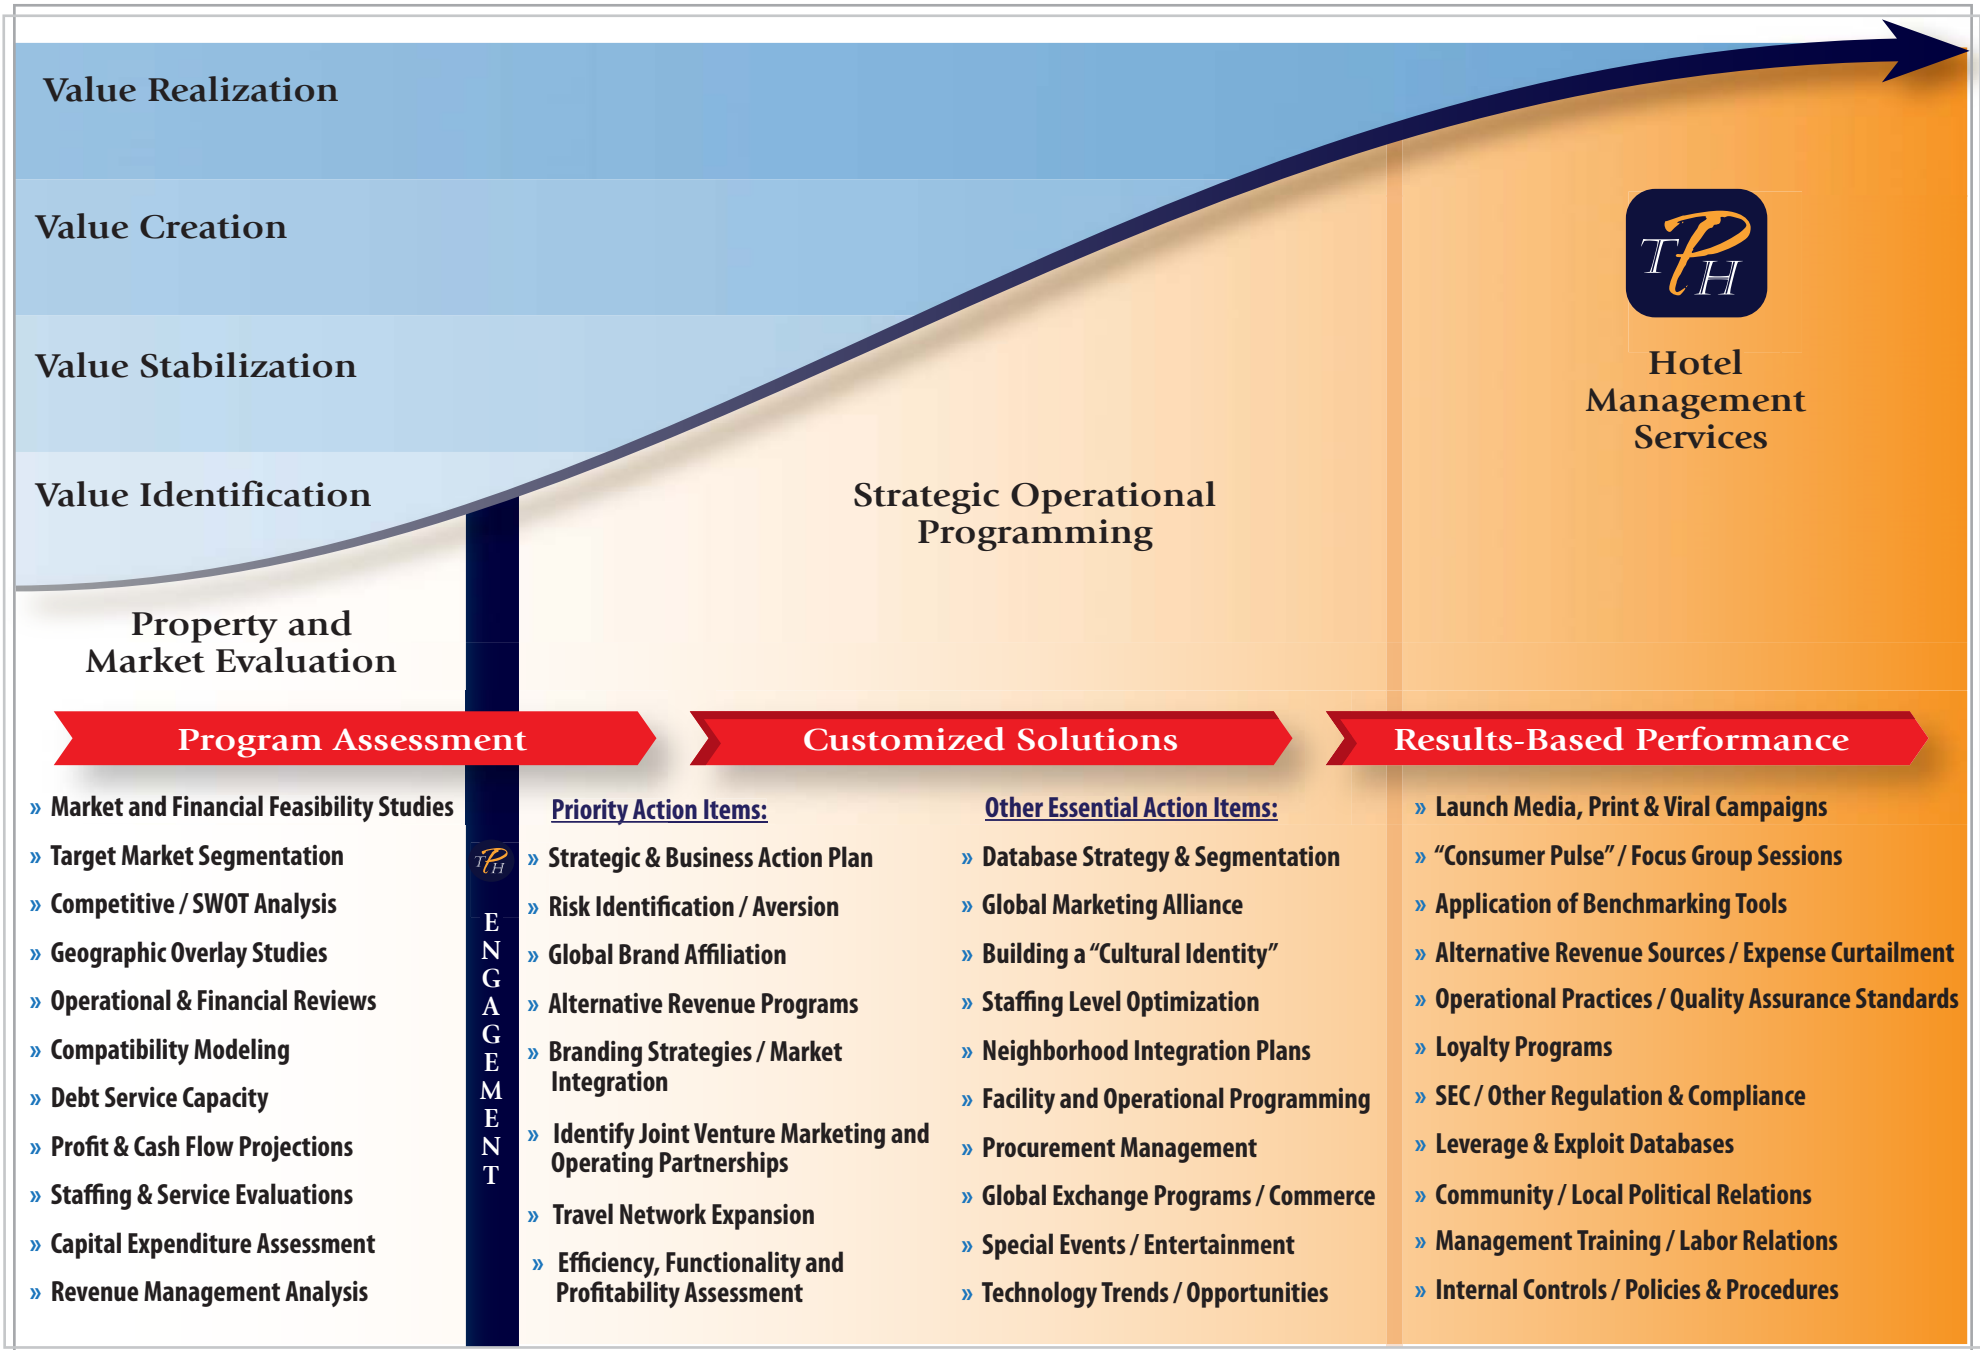 Value Realization
Value Creation
Value Stabilization
Value Identification
TPH
Hotel
Management
Services
Strategic Operational
Programming
Property and
Market Evaluation
Program Assessment
Customized Solutions
Results-Based Performance
» Market and Financial Feasibility Studies
» Target Market Segmentation
» Competitive / SWOT Analysis
» Geographic Overlay Studies
» Operational & Financial Reviews
» Compatibility Modeling
» Debt Service Capacity
» Profit & Cash Flow Projections
» Staffing & Service Evaluations
» Capital Expenditure Assessment
» Revenue Management Analysis
TPH
ENGAGEMENT
Priority Action Items:
» Strategic & Business Action Plan
» Risk Identification / Aversion
» Global Brand Affiliation
» Alternative Revenue Programs
» Branding Strategies / Market
Integration
» Identify Joint Venture Marketing and
Operating Partnerships
» Travel Network Expansion
» Efficiency, Functionality and
Profitability Assessment
Other Essential Action Items:
» Database Strategy & Segmentation
» Global Marketing Alliance
» Building a “Cultural Identity”
» Staffing Level Optimization
» Neighborhood Integration Plans
» Facility and Operational Programming
» Procurement Management
» Global Exchange Programs / Commerce
» Special Events / Entertainment
» Technology Trends / Opportunities
» Launch Media, Print & Viral Campaigns
» “Consumer Pulse” / Focus Group Sessions
» Application of Benchmarking Tools
» Alternative Revenue Sources / Expense Curtailment
» Operational Practices / Quality Assurance Standards
» Loyalty Programs
» SEC / Other Regulation & Compliance
» Leverage & Exploit Databases
» Community / Local Political Relations
» Management Training / Labor Relations
» Internal Controls / Policies & Procedures